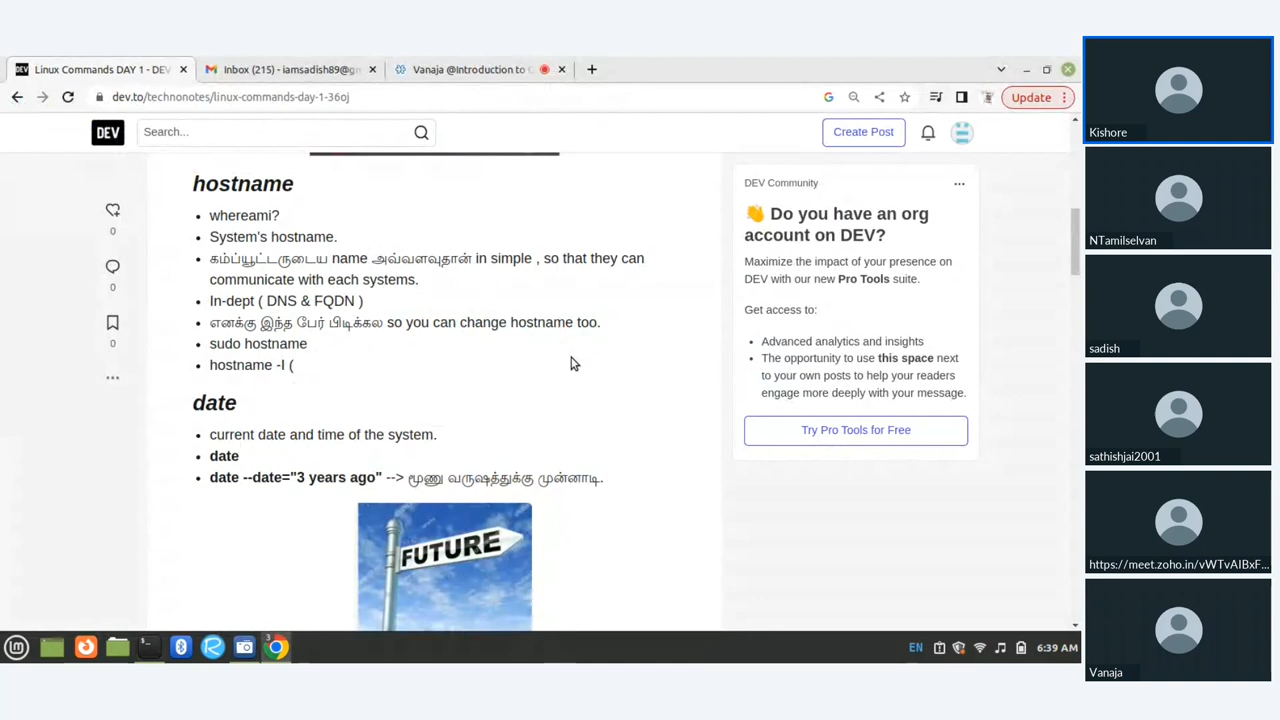 Linux Commands DAY 1 - DEV
Inbox (215) - iamsadish89@gm
Vanaja @Introduction to
dev.to/technonotes/linux-commands-day-1-36oj
Update
DEV
Search...
Create Post
hostname
whereami?
System's hostname.
கம்ப்யூட்டருடைய name அவ்வளவுதான் in simple , so that they can
communicate with each systems.
In-dept ( DNS & FQDN )
எனக்கு இந்த பேர் பிடிக்கல so you can change hostname too.
sudo hostname
hostname -I (
0
0
0
date
current date and time of the system.
date
date --date="3 years ago" --> மூணு வருஷத்துக்கு முன்னாடி.
FUTURE
DEV Community
👋 Do you have an org
account on DEV?
Maximize the impact of your presence on
DEV with our new Pro Tools suite.
Get access to:
Advanced analytics and insights
The opportunity to use this space next
to your own posts to help your readers
engage more deeply with your message.
Try Pro Tools for Free
3
EN
6:39 AM
Kishore
NTamilselvan
sadish
sathishjai2001
https://meet.zoho.in/vWTvAIBxF...
Vanaja